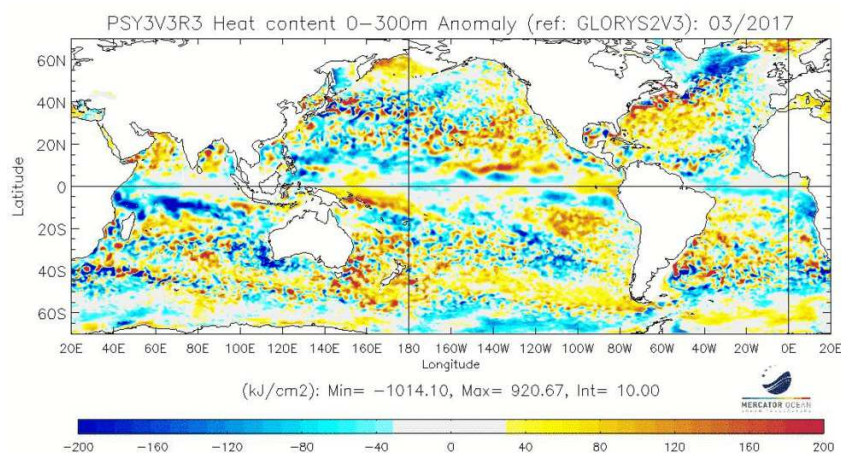 PSY3V3R3 Heat content 0-300m Anomaly (ref: GLORYS2V3): 03/2017
60N
40N
20N
0
20S
40S
60S
Latitude
20E 40E 60E 80E 100E 120E 140E 160E 180 160W 140W 120W 100W 80W 60W 40W 20W 0E 20E
Longitude
(kJ/cm2): Min= -1014.10, Max= 920.67, Int= 10.00
MERCATOR OCEAN
-200 -160 -120 -80 -40 0 40 80 120 160 200